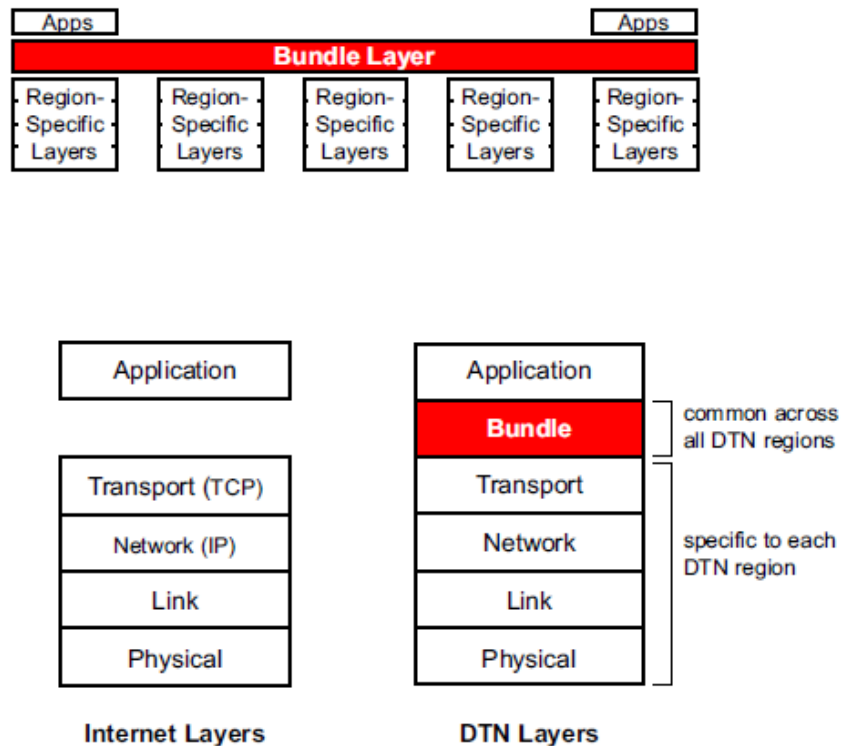 Apps Apps
Bundle Layer
Region- Region- Region- Region- Region-
Specific Specific Specific Specific Specific
Layers Layers Layers Layers Layers
Application Application
Bundle
common across
all DTN regions
Transport (TCP) Transport
Network (IP) Network
specific to each
DTN region
Link Link
Physical Physical
Internet Layers DTN Layers